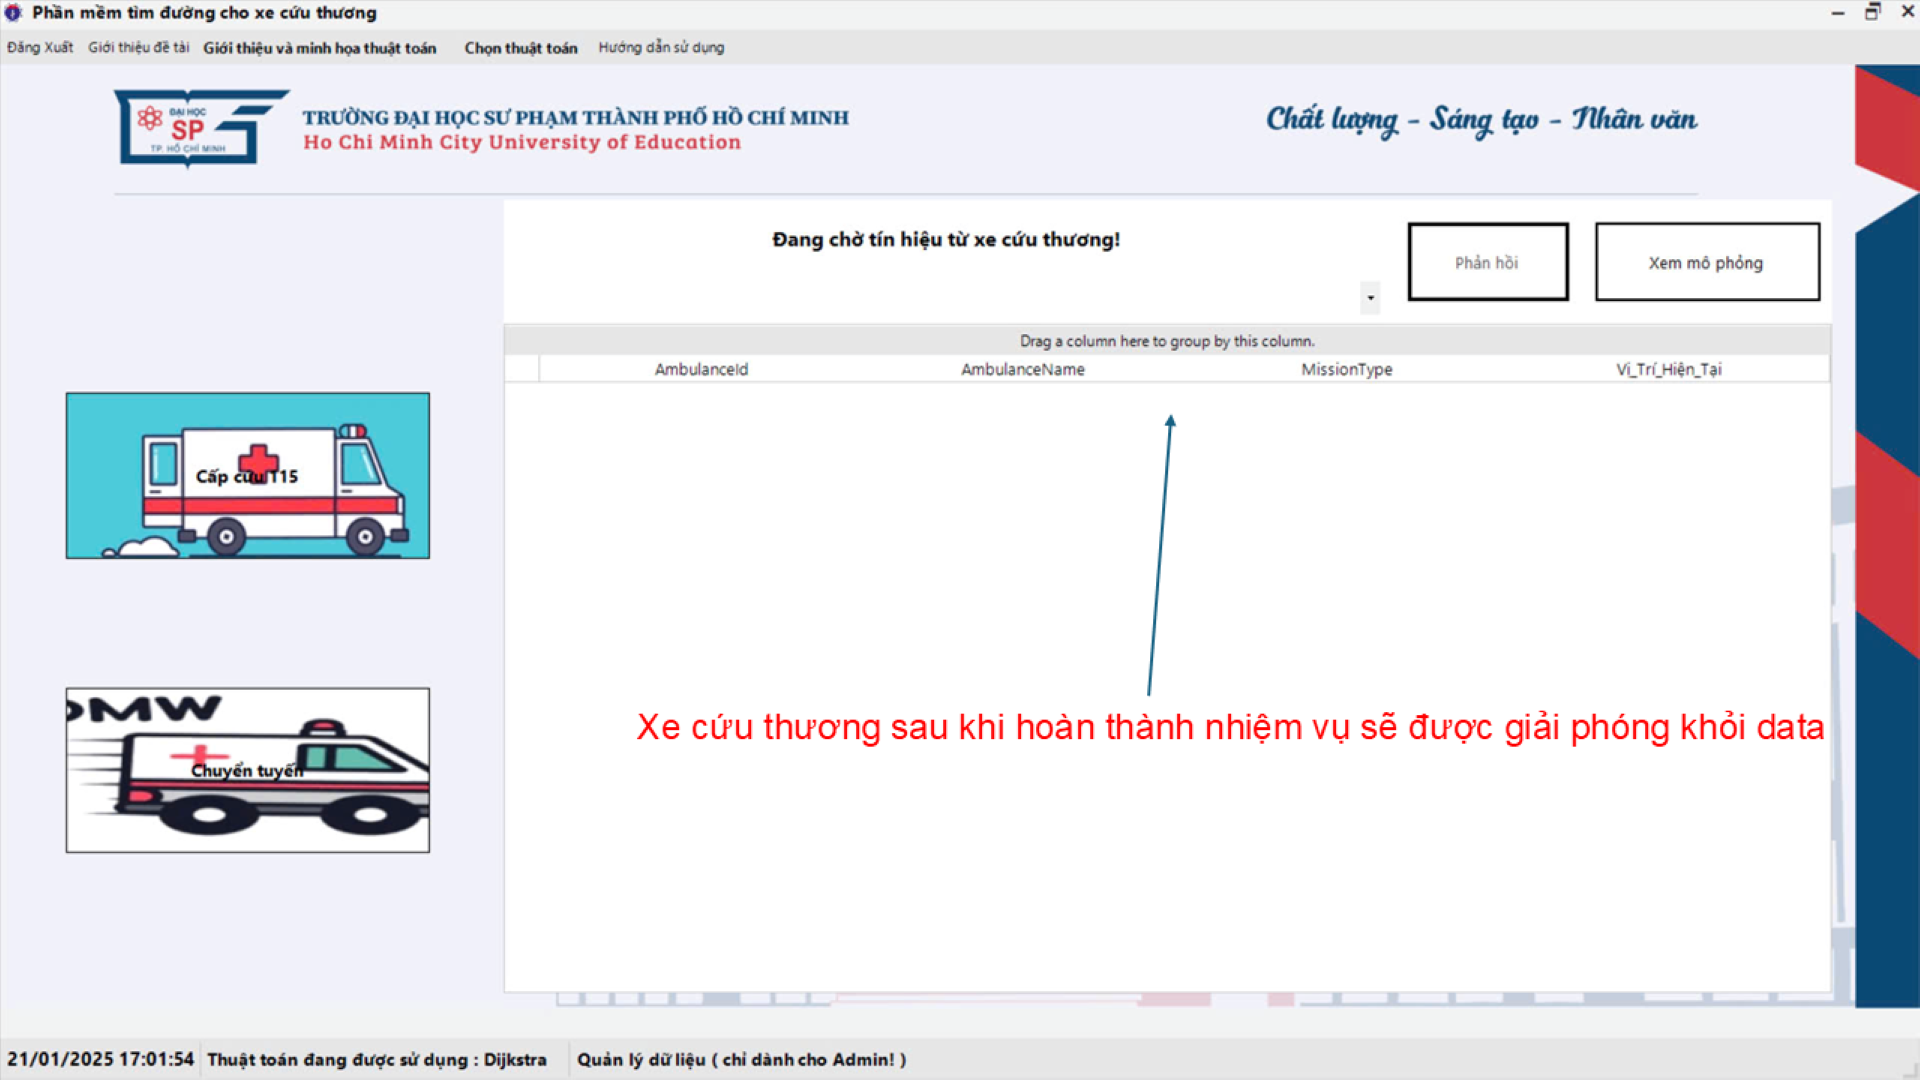 Phần mềm tìm đường cho xe cứu thương
Đăng Xuất Giới thiệu đề tài Giới thiệu và minh họa thuật toán Chọn thuật toán Hướng dẫn sử dụng
ĐẠI HỌC
SP
TP. HỒ CHÍ MINH
TRƯỜNG ĐẠI HỌC SƯ PHẠM THÀNH PHỐ HỒ CHÍ MINH
Ho Chi Minh City University of Education
Chất lượng - Sáng tạo - Nhân văn
Đang chờ tín hiệu từ xe cứu thương!
Phản hồi
Xem mô phỏng
Drag a column here to group by this column.
AmbulanceId AmbulanceName MissionType Vị_Trí_Hiện_Tại
Cấp cứu 115
Xe cứu thương sau khi hoàn thành nhiệm vụ sẽ được giải phóng khỏi data
OMW
Chuyển tuyến
21/01/2025 17:01:54 Thuật toán đang được sử dụng : Dijkstra Quản lý dữ liệu ( chỉ dành cho Admin! )